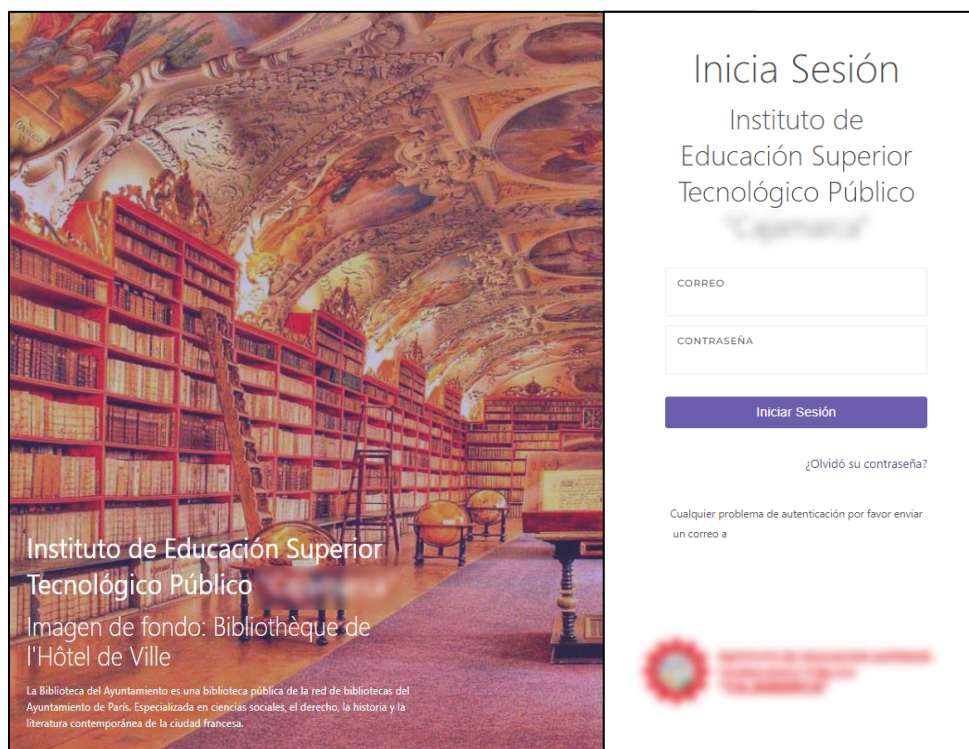 Inicia Sesión
Instituto de
Educación Superior
Tecnológico Público
CORREO
CONTRASEÑA
Iniciar Sesión
¿Olvidó su contraseña?
Cualquier problema de autenticación por favor enviar
un correo a
Instituto de Educación Superior
Tecnológico Público
Imagen de fondo: Bibliothèque de
l'Hôtel de Ville
La Biblioteca del Ayuntamiento es una biblioteca pública de la red de bibliotecas del
Ayuntamiento de París. Especializada en ciencias sociales, el derecho, la historia y la
literatura contemporánea de la ciudad francesa.